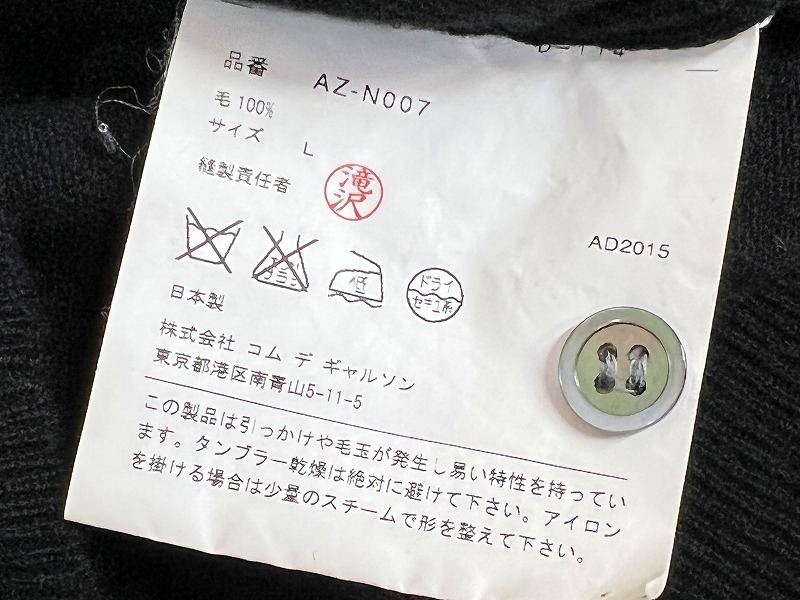 品番 AZ-N007
毛 100%
サイズ L
縫製責任者 滝沢
AD2015
低
ドライ
セキユ系
日本製
株式会社 コム デ ギャルソン
東京都港区南青山5-11-5
この製品は引っかけや毛玉が発生し易い特性を持ってい
ます。タンブラー乾燥は絶対に避けて下さい。アイロン
を掛ける場合は少量のスチームで形を整えて下さい。